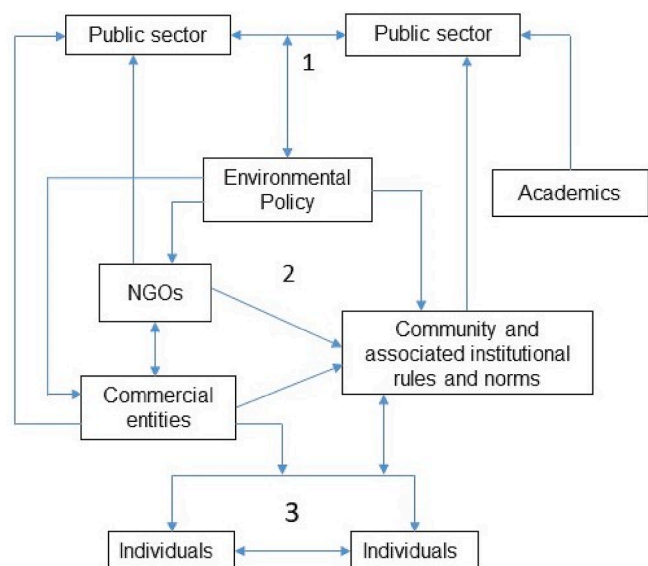 Public sector
Public sector
1
Environmental
Policy
Academics
2
NGOs
Community and
associated institutional
rules and norms
Commercial
entities
3
Individuals
Individuals